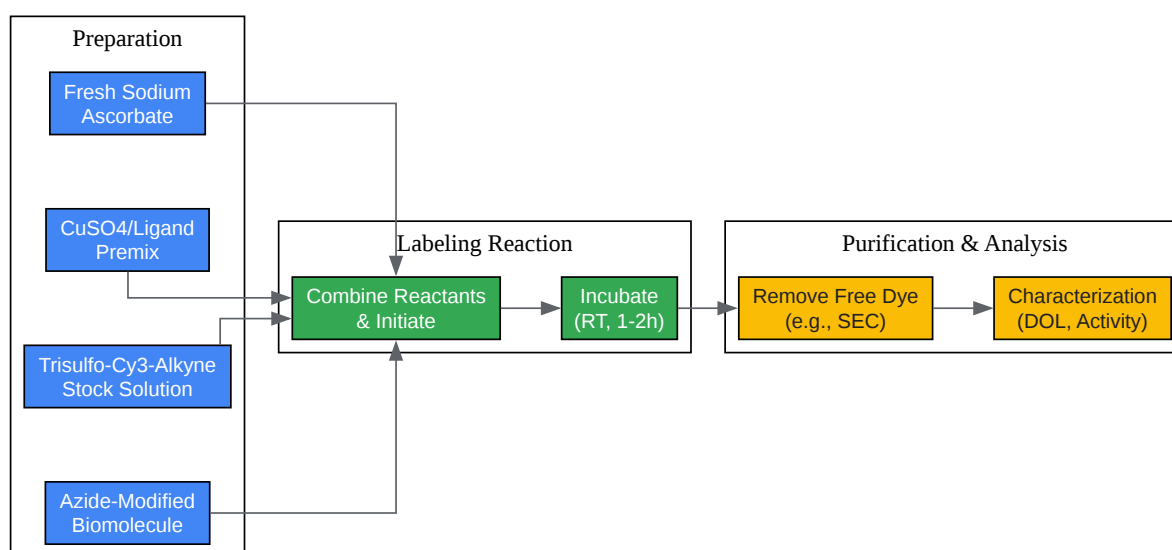 Preparation
Fresh Sodium
Ascorbate
CuSO4/Ligand
Premix
Trisulfo-Cy3-Alkyne
Stock Solution
Azide-Modified
Biomolecule
Labeling Reaction
Combine Reactants
& Initiate
Incubate
(RT, 1-2h)
Purification & Analysis
Remove Free Dye
(e.g., SEC)
Characterization
(DOL, Activity)